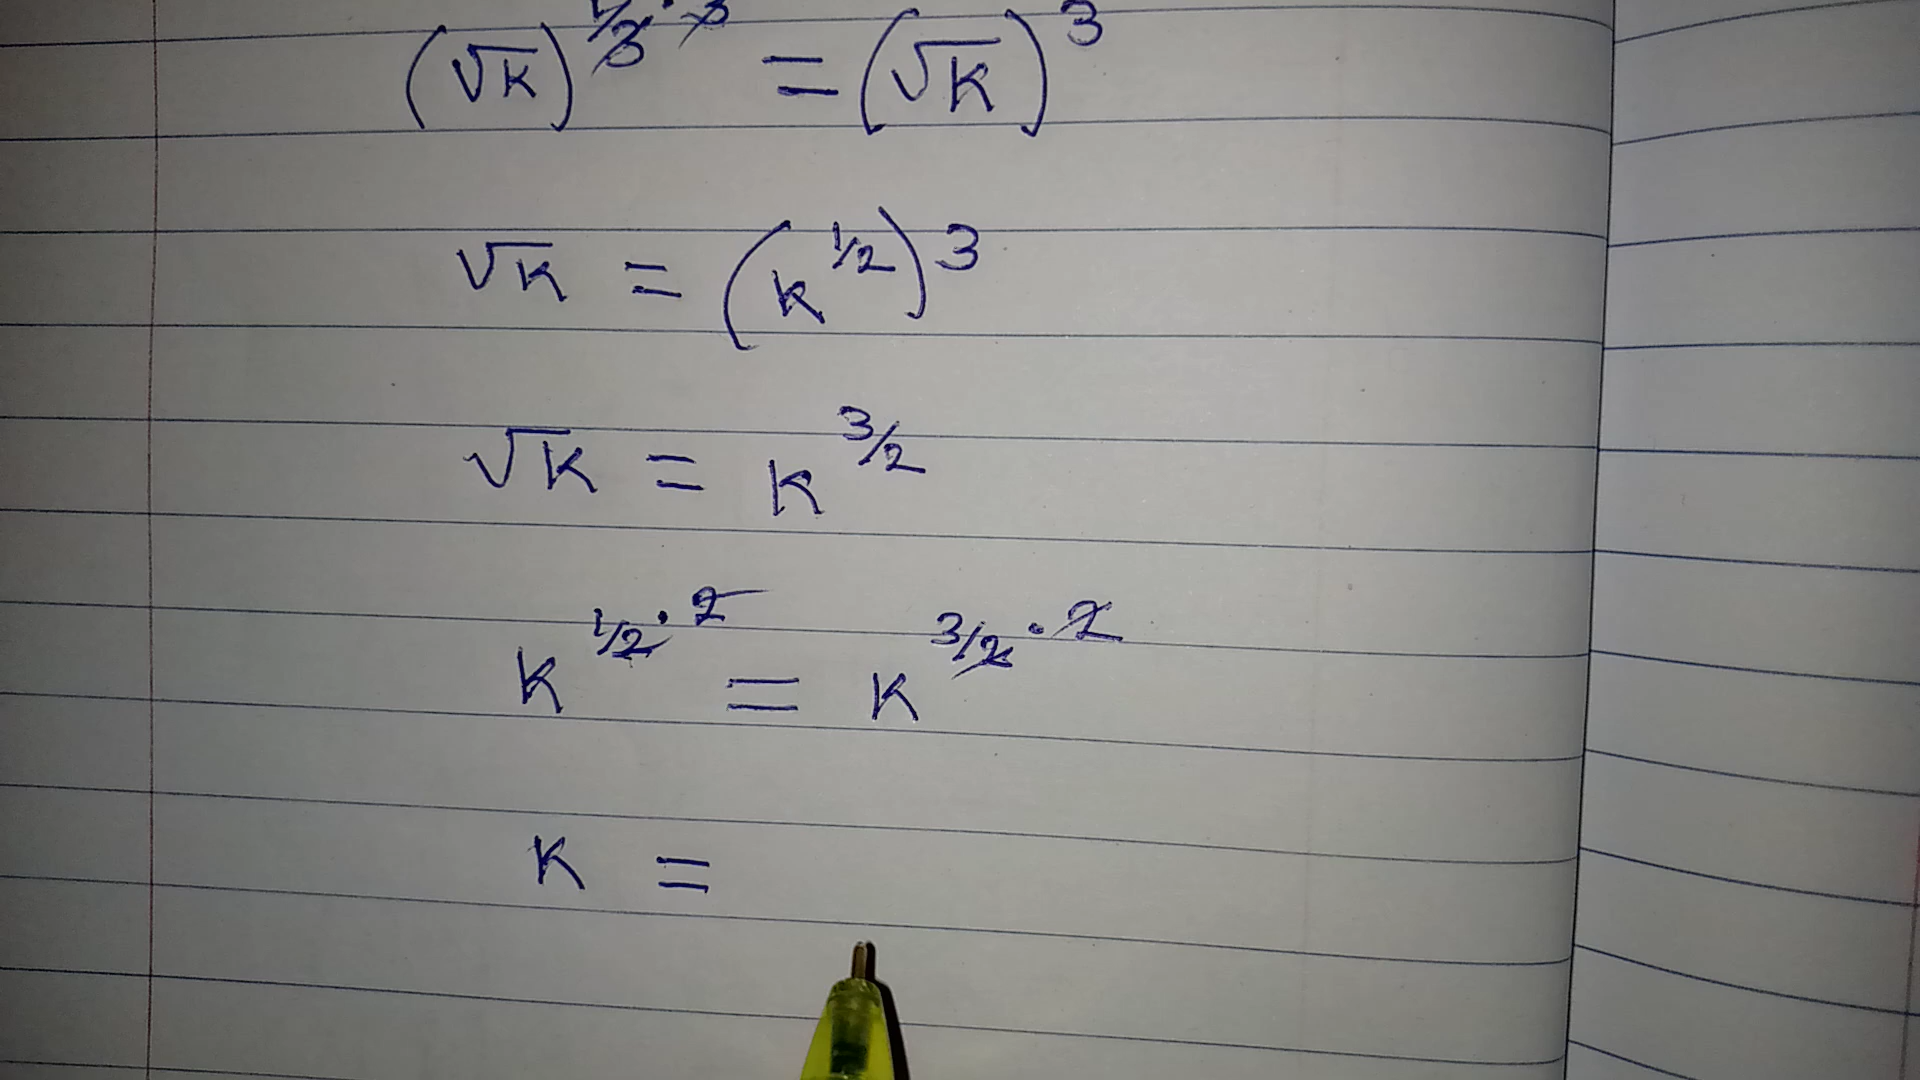 (√k)^1/3·3 = (√k)^3
√k = (k^1/2)^3
√k = k^3/2
k^1/2·2 = k^3/2·2
k =